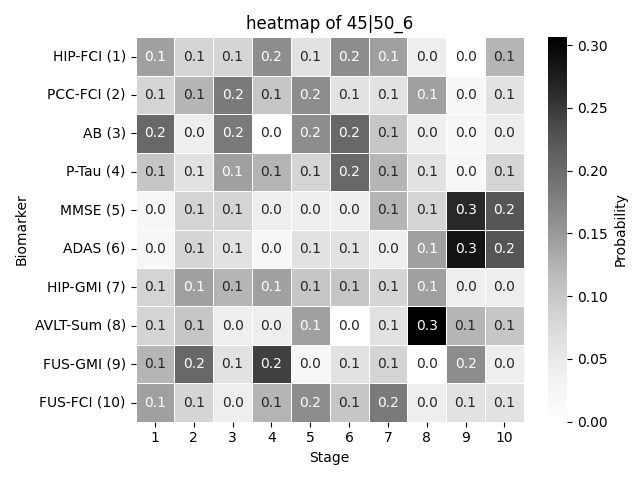 heatmap of 45|50_6
Biomarker
HIP-FCI (1) 0.1 0.1 0.1 0.2 0.1 0.2 0.1 0.0 0.0 0.1
PCC-FCI (2) 0.1 0.1 0.2 0.1 0.2 0.1 0.1 0.1 0.0 0.1
AB (3) 0.2 0.0 0.2 0.0 0.2 0.2 0.1 0.0 0.0 0.0
P-Tau (4) 0.1 0.1 0.1 0.1 0.1 0.2 0.1 0.1 0.0 0.1
MMSE (5) 0.0 0.1 0.1 0.0 0.0 0.0 0.1 0.1 0.3 0.2
ADAS (6) 0.0 0.1 0.1 0.0 0.1 0.1 0.0 0.1 0.3 0.2
HIP-GMI (7) 0.1 0.1 0.1 0.1 0.1 0.1 0.1 0.1 0.0 0.0
AVLT-Sum (8) 0.1 0.1 0.0 0.0 0.1 0.0 0.1 0.3 0.1 0.1
FUS-GMI (9) 0.1 0.2 0.1 0.2 0.0 0.1 0.1 0.0 0.2 0.0
FUS-FCI (10) 0.1 0.1 0.0 0.1 0.2 0.1 0.2 0.0 0.1 0.1
1 2 3 4 5 6 7 8 9 10
Stage
0.30
0.25
0.20
0.15
0.10
0.05
0.00
Probability